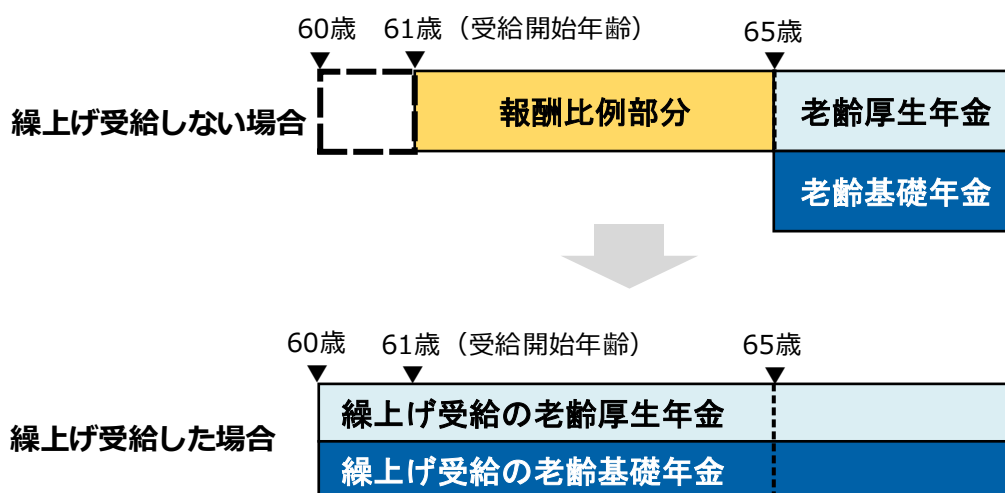 60歳 61歳（受給開始年齢） 65歳
繰上げ受給しない場合
報酬比例部分
老齢厚生年金
老齢基礎年金
60歳 61歳（受給開始年齢） 65歳
繰上げ受給した場合
繰上げ受給の老齢厚生年金
繰上げ受給の老齢基礎年金